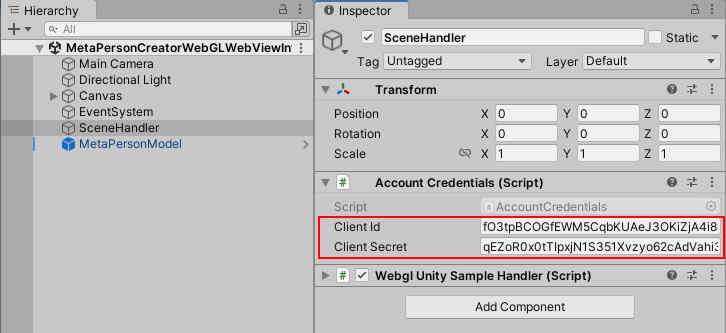 Hierarchy
All
MetaPersonCreatorWebGLWebViewInt
Main Camera
Directional Light
Canvas
EventSystem
SceneHandler
MetaPersonModel
Inspector
SceneHandler
Static
Tag Untagged Layer Default
Transform
Position X 0 Y 0 Z 0
Rotation X 0 Y 0 Z 0
Scale X 1 Y 1 Z 1
# Account Credentials (Script)
Script AccountCredentials
Client Id fO3tpBCOGfEWM5CqbKUAeJ3OKiZjA4i8
Client Secret qEZoR0x0tTIpxjN1S351Xvzyo62cAdVahi3
# Webgl Unity Sample Handler (Script)
Add Component